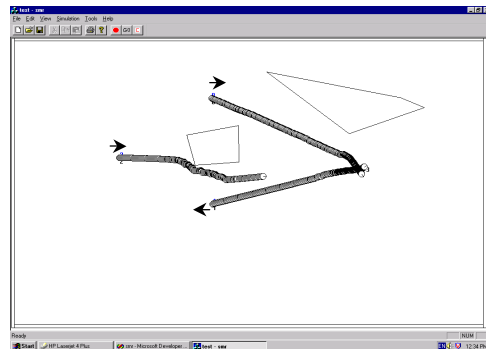 test - smr
File Edit View Simulation Tools Help
GO C
Ready
NUM
Start HP LaserJet 4 Plus smr - Microsoft Developer ... test - smr EN 12:34 PM